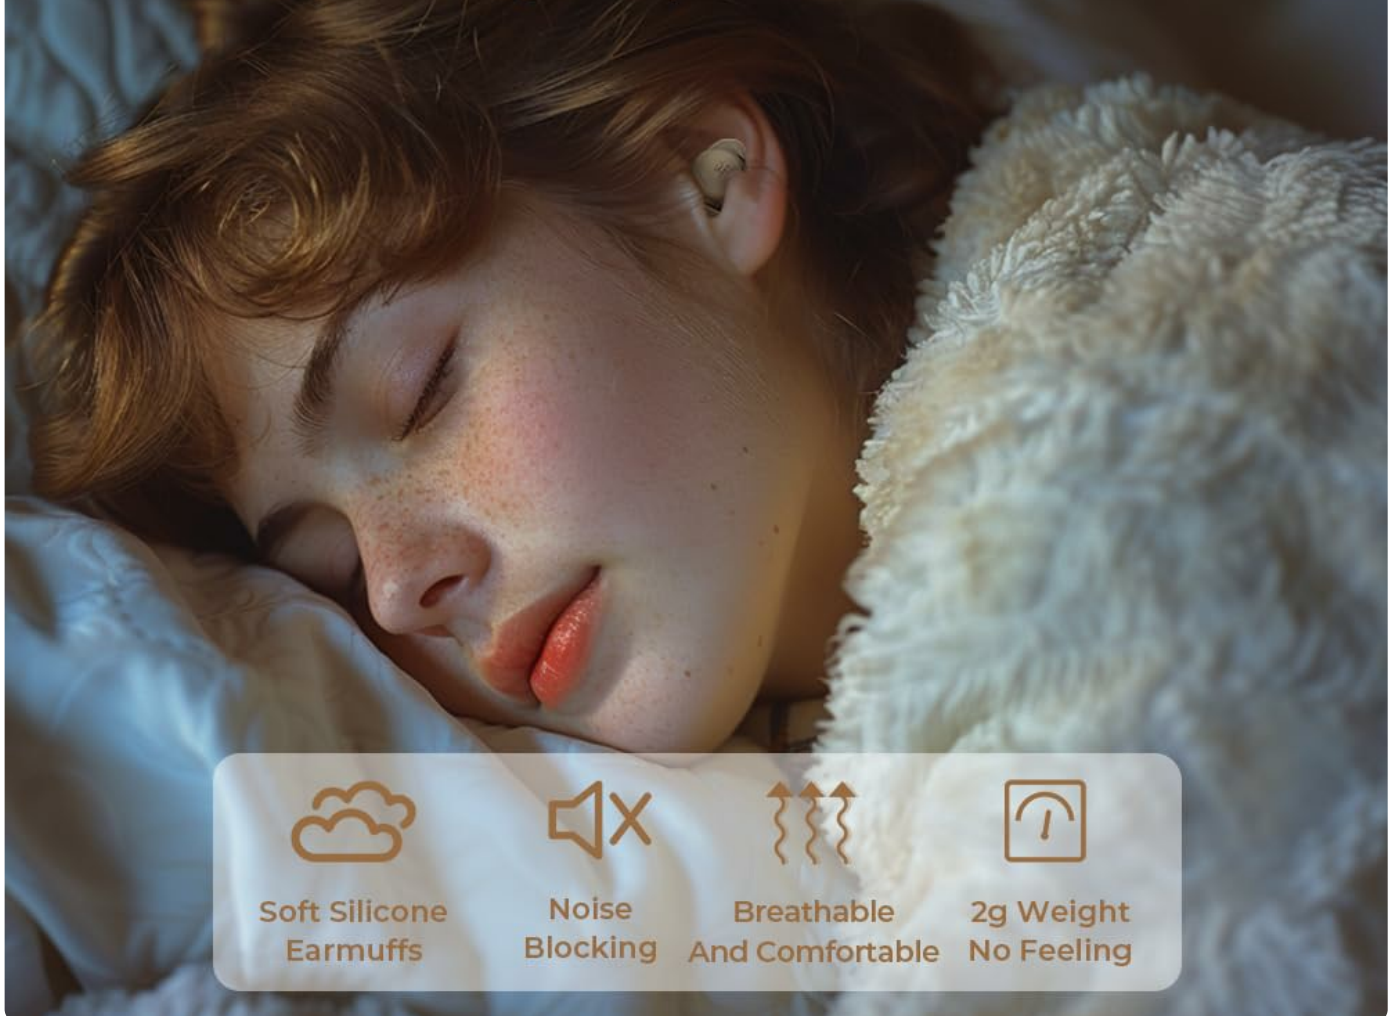 Soft Silicone
Earmuffs
Noise
Blocking
Breathable
And Comfortable
2g Weight
No Feeling